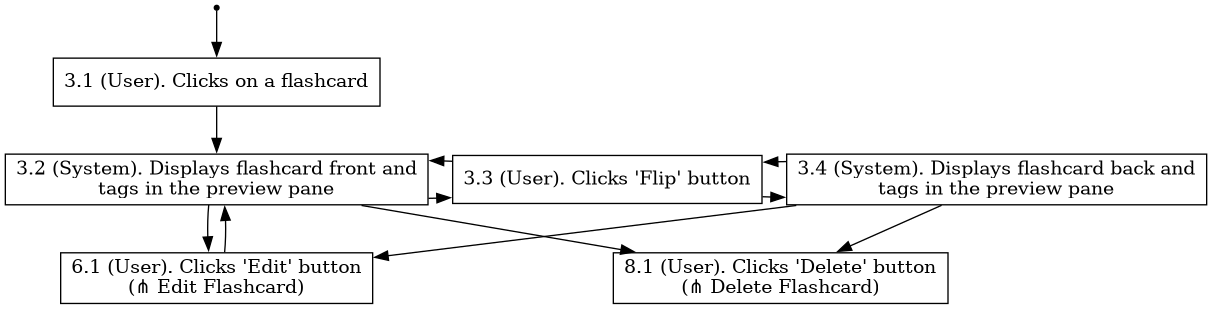 3.1 (User). Clicks on a flashcard
3.2 (System). Displays flashcard front and
tags in the preview pane
3.3 (User). Clicks 'Flip' button
3.4 (System). Displays flashcard back and
tags in the preview pane
6.1 (User). Clicks 'Edit' button
(⋔ Edit Flashcard)
8.1 (User). Clicks 'Delete' button
(⋔ Delete Flashcard)